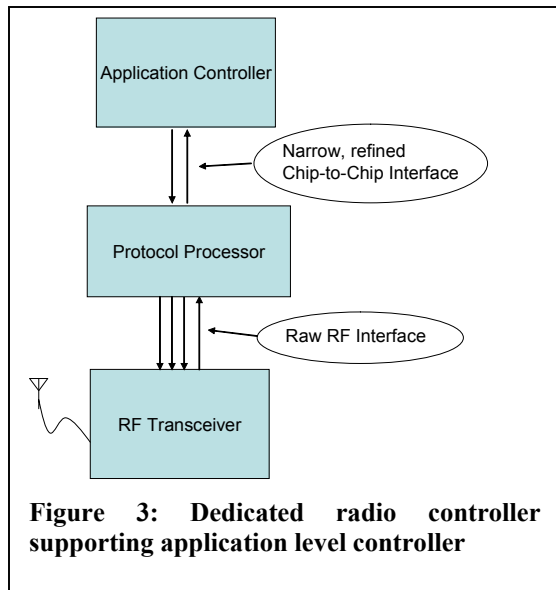 Application Controller
Narrow, refined
Chip-to-Chip Interface
Protocol Processor
Raw RF Interface
RF Transceiver
Figure 3: Dedicated radio controller
supporting application level controller